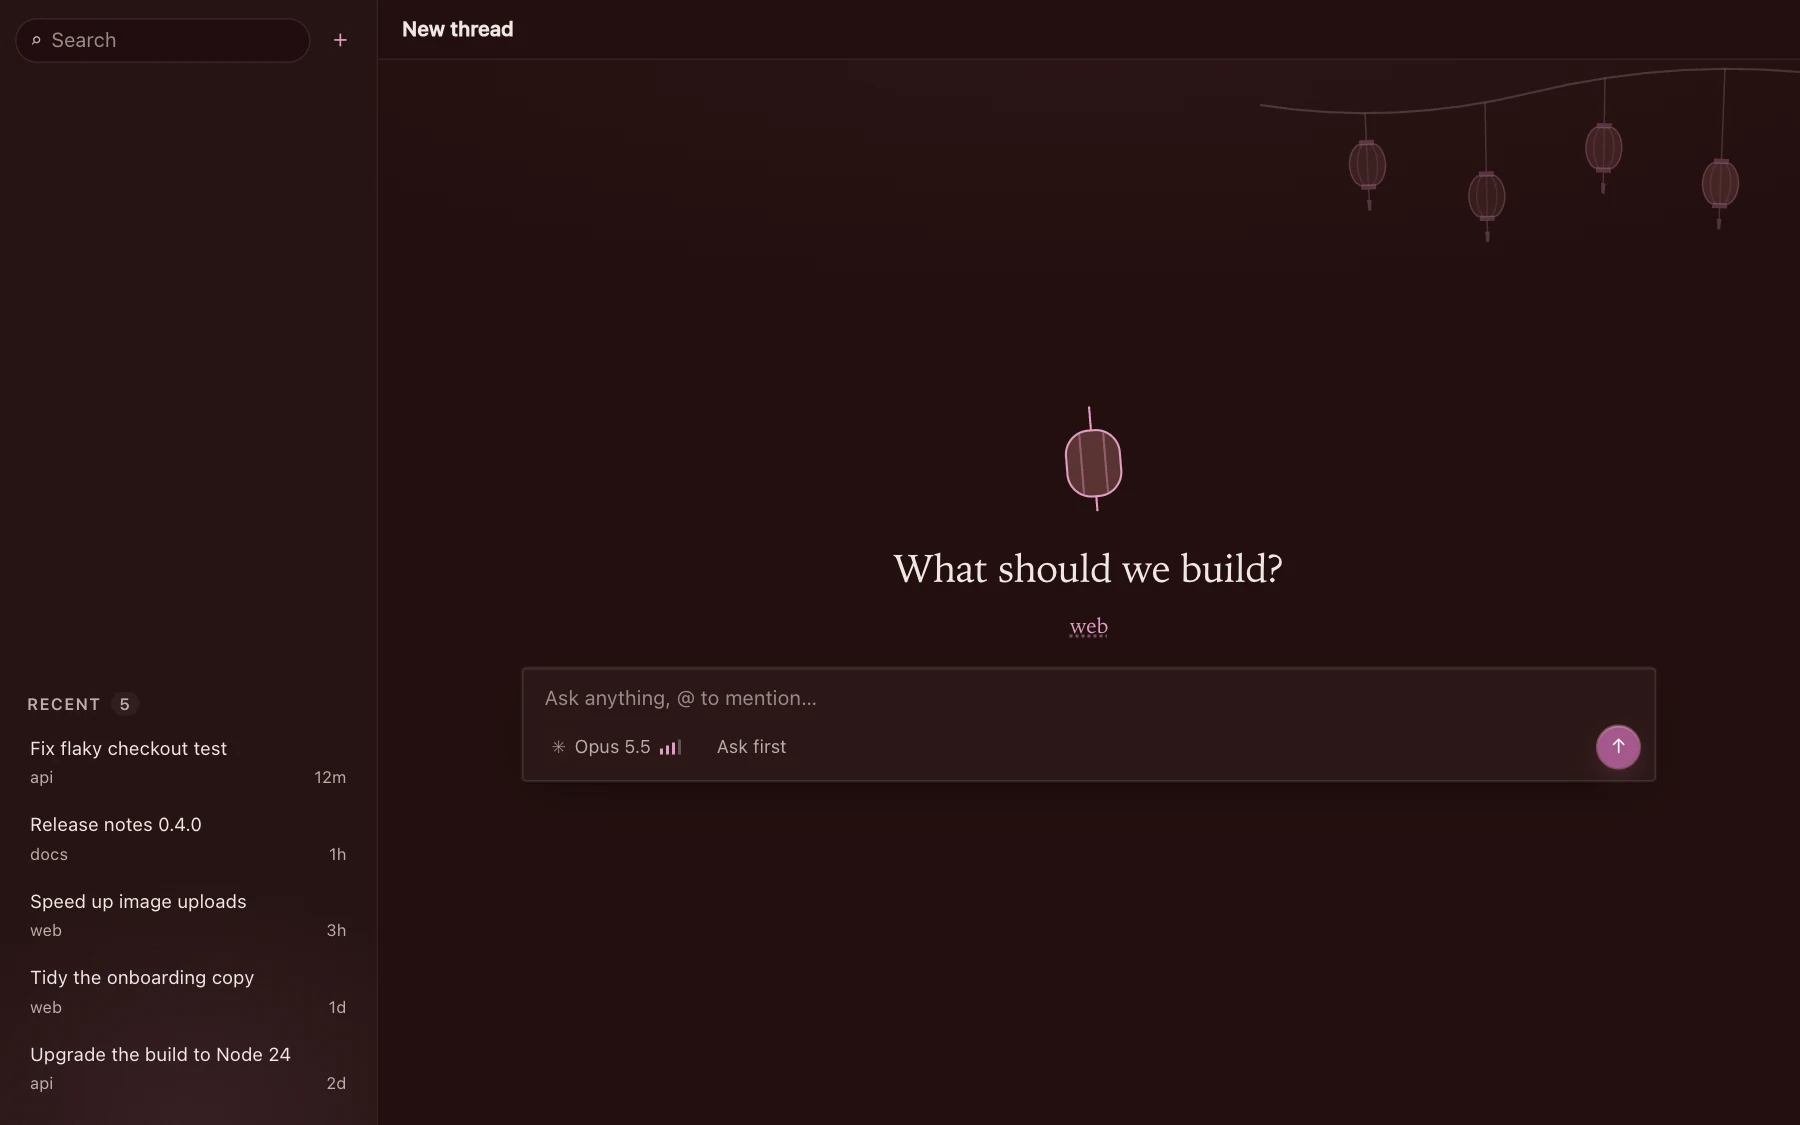 Search
New thread
What should we build?
web
Ask anything, @ to mention...
Opus 5.5
Ask first
RECENT 5
Fix flaky checkout test
api 12m
Release notes 0.4.0
docs 1h
Speed up image uploads
web 3h
Tidy the onboarding copy
web 1d
Upgrade the build to Node 24
api 2d